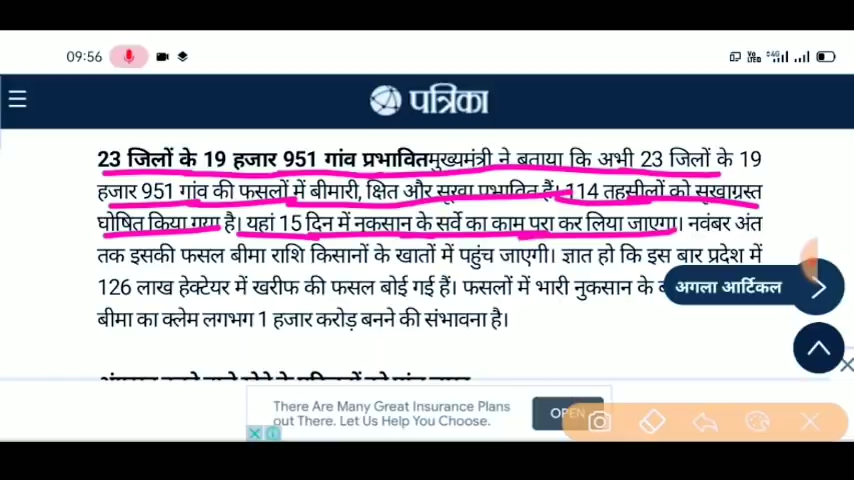 09:56
पत्रिका
23 जिलों के 19 हजार 951 गांव प्रभावितमुख्यमंत्री ने बताया कि अभी 23 जिलों के 19
हजार 951 गांव की फसलों में बीमारी, क्षित और सूखा प्रभावित हैं। 114 तहसीलों को सूखाग्रस्त
घोषित किया गया है। यहां 15 दिन में नकसान के सर्वे का काम पूरा कर लिया जाएगा। नवंबर अंत
तक इसकी फसल बीमा राशि किसानों के खातों में पहुंच जाएगी। ज्ञात हो कि इस बार प्रदेश में
126 लाख हेक्टेयर में खरीफ की फसल बोई गई हैं। फसलों में भारी नुकसान के
अगला आर्टिकल
बीमा का क्लेम लगभग 1 हजार करोड़ बनने की संभावना है।
There Are Many Great Insurance Plans
out There. Let Us Help You Choose.
OPEN